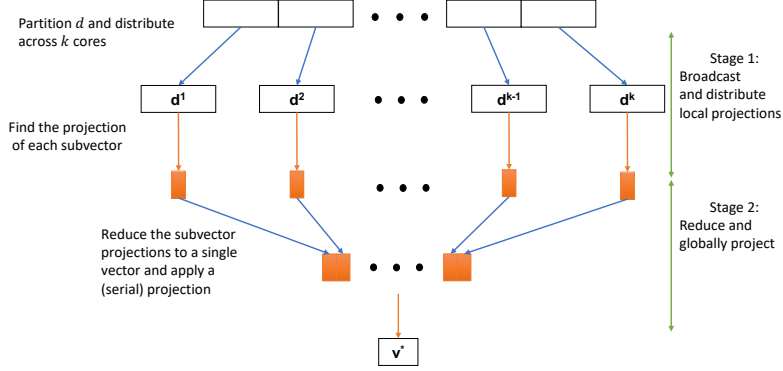 Partition d and distribute
across k cores
Stage 1:
Broadcast
and distribute
local projections
d¹
d²
dᵏ⁻¹
dᵏ
Find the projection
of each subvector
Stage 2:
Reduce and
globally project
Reduce the subvector
projections to a single
vector and apply a
(serial) projection
v*